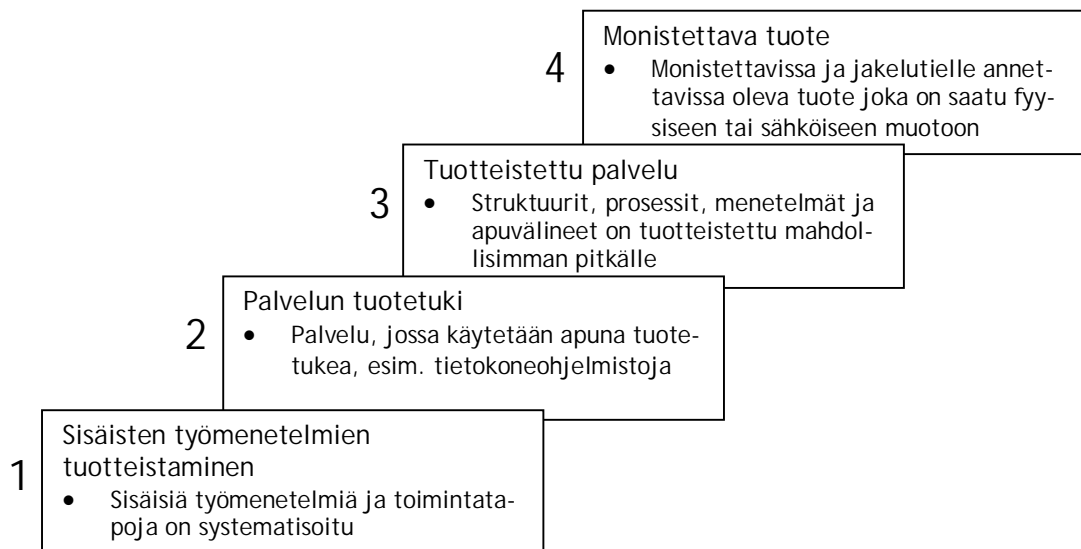 4
Monistettava tuote
• Monistettavissa ja jakelutielle annet-
tavissa oleva tuote joka on saatu fyy-
siseen tai sähköiseen muotoon
3
Tuotteistettu palvelu
• Struktuurit, prosessit, menetelmät ja
apuvälineet on tuotteistettu mahdol-
lisimman pitkälle
2
Palvelun tuotetuki
• Palvelu, jossa käytetään apuna tuote-
tukea, esim. tietokoneohjelmistoja
1
Sisäisten työmenetelmien
tuotteistaminen
• Sisäisiä työmenetelmiä ja toimintata-
poja on systematisoitu